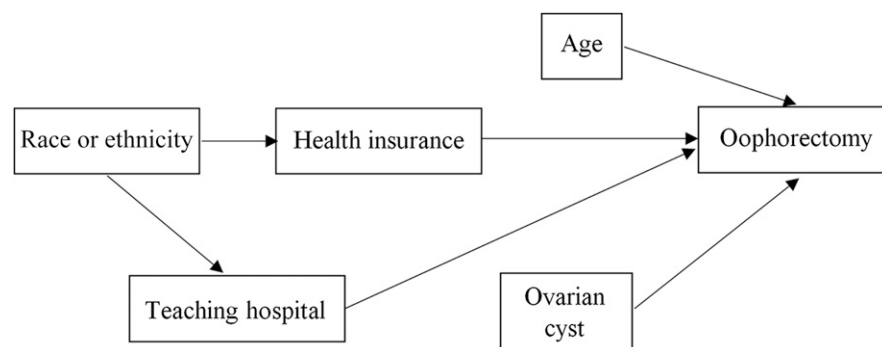 Age
Race or ethnicity
Health insurance
Oophorectomy
Teaching hospital
Ovarian
cyst